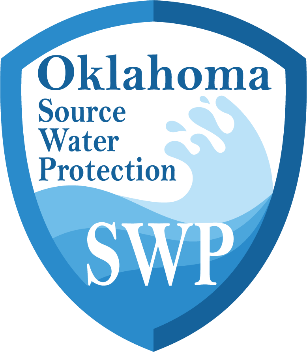 Oklahoma
Source
Water
Protection
SWP